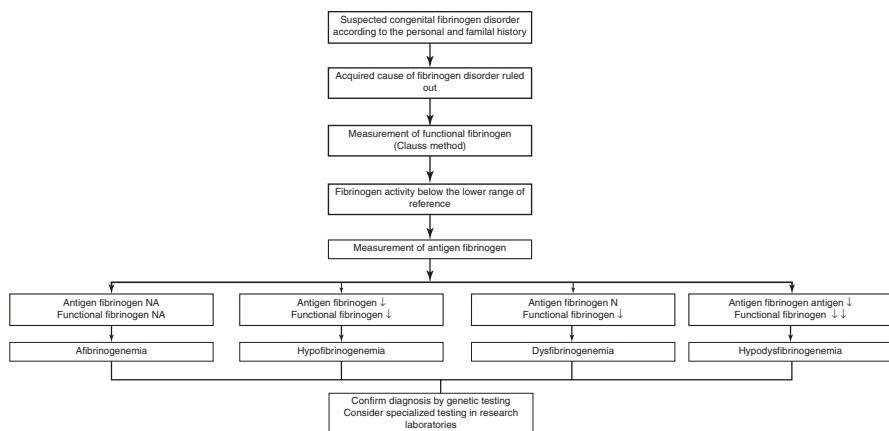 Suspected congenital fibrinogen disorder
according to the personal and familal history
Acquired cause of fibrinogen disorder ruled
out
Measurement of functional fibrinogen
(Clauss method)
Fibrinogen activity below the lower range of
reference
Measurement of antigen fibrinogen
Antigen fibrinogen NA
Functional fibrinogen NA
Antigen fibrinogen ↓
Functional fibrinogen ↓
Antigen fibrinogen N
Functional fibrinogen ↓
Antigen fibrinogen antigen ↓
Functional fibrinogen ↓ ↓
Afibrinogenemia
Hypofibrinogenemia
Dysfibrinogenemia
Hypodysfibrinogenemia
Confirm diagnosis by genetic testing
Consider specialized testing in research
laboratories